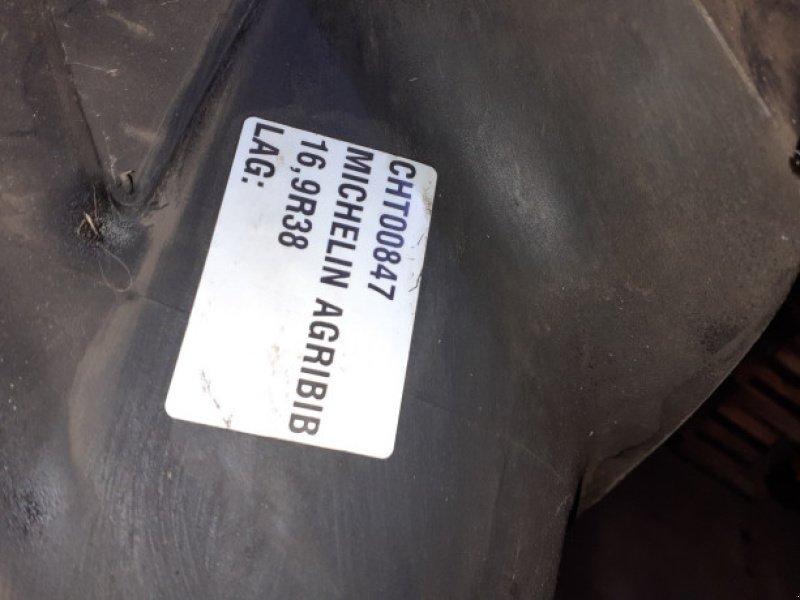 CHT00847
MICHELIN AGRIBIB
16,9R38
LAG: